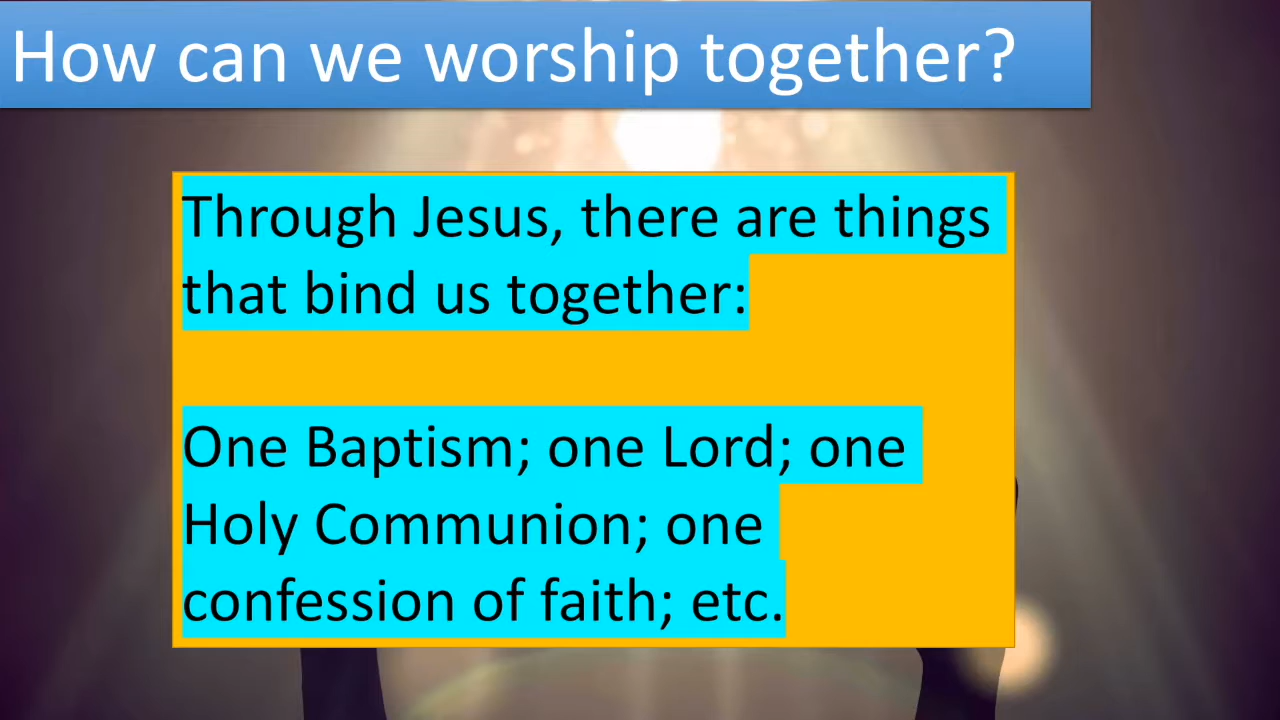 How can we worship together?
Through Jesus, there are things
that bind us together:
One Baptism; one Lord; one
Holy Communion; one
confession of faith; etc.